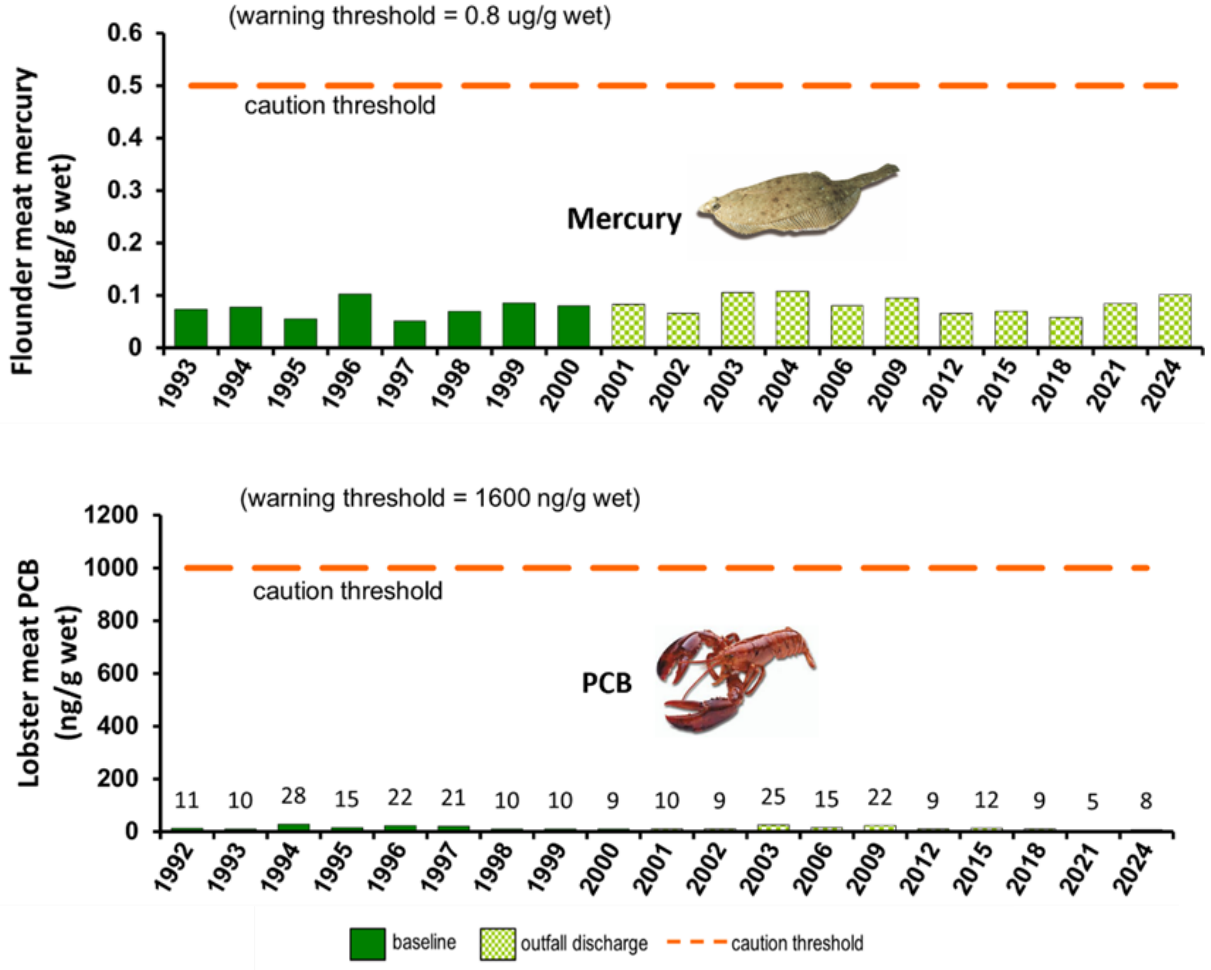 (warning threshold = 0.8 ug/g wet)
0.6
0.5
0.4
0.3
0.2
0.1
0
Flounder meat mercury
(ug/g wet)
caution threshold
Mercury
1993 1994 1995 1996 1997 1998 1999 2000 2001 2002 2003 2004 2006 2009 2012 2015 2018 2021 2024
(warning threshold = 1600 ng/g wet)
1200
1000
800
600
400
200
0
Lobster meat PCB
(ng/g wet)
caution threshold
PCB
11 10 28 15 22 21 10 10 9 10 9 25 15 22 9 12 9 5 8
1992 1993 1994 1995 1996 1997 1998 1999 2000 2001 2002 2003 2006 2009 2012 2015 2018 2021 2024
baseline outfall discharge caution threshold